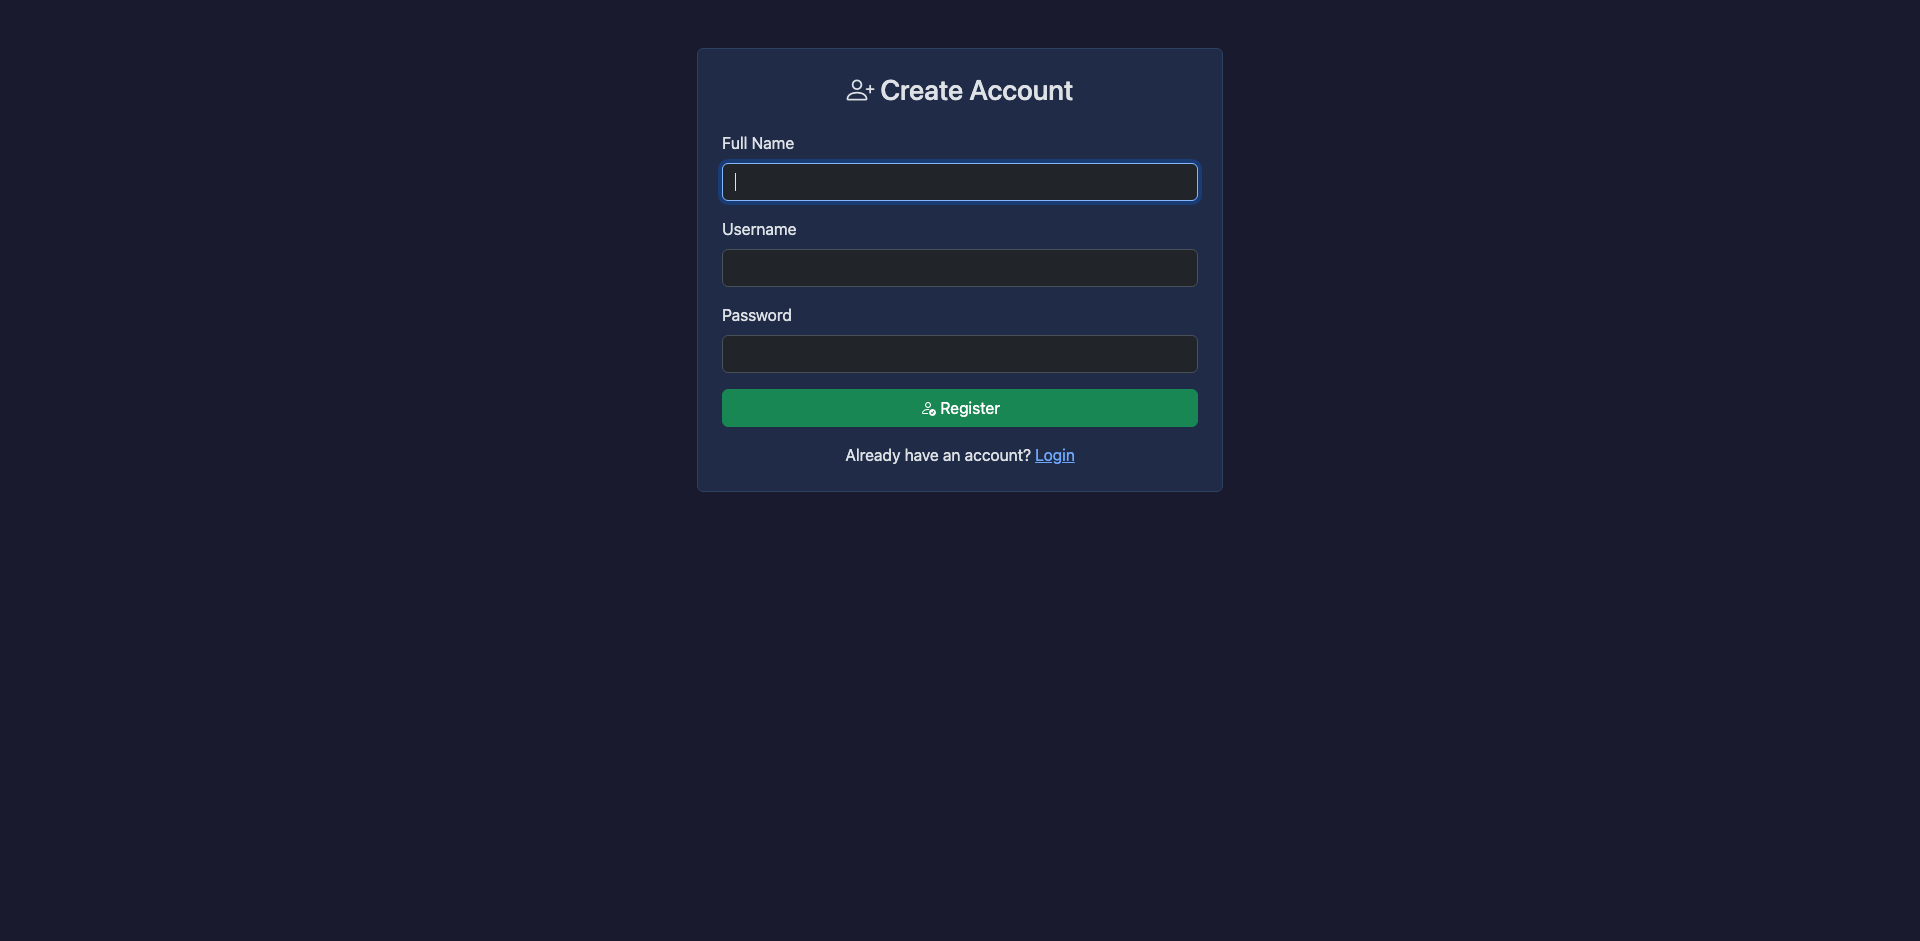 Create Account
Full Name
Username
Password
Register
Already have an account? Login